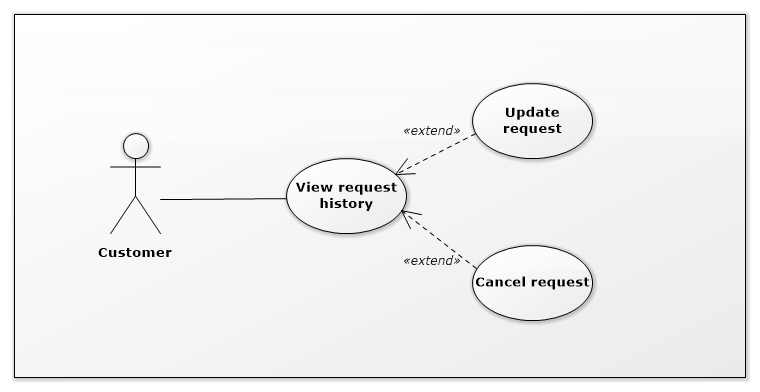 Update
request
«extend»
View request
history
Customer
«extend»
Cancel request